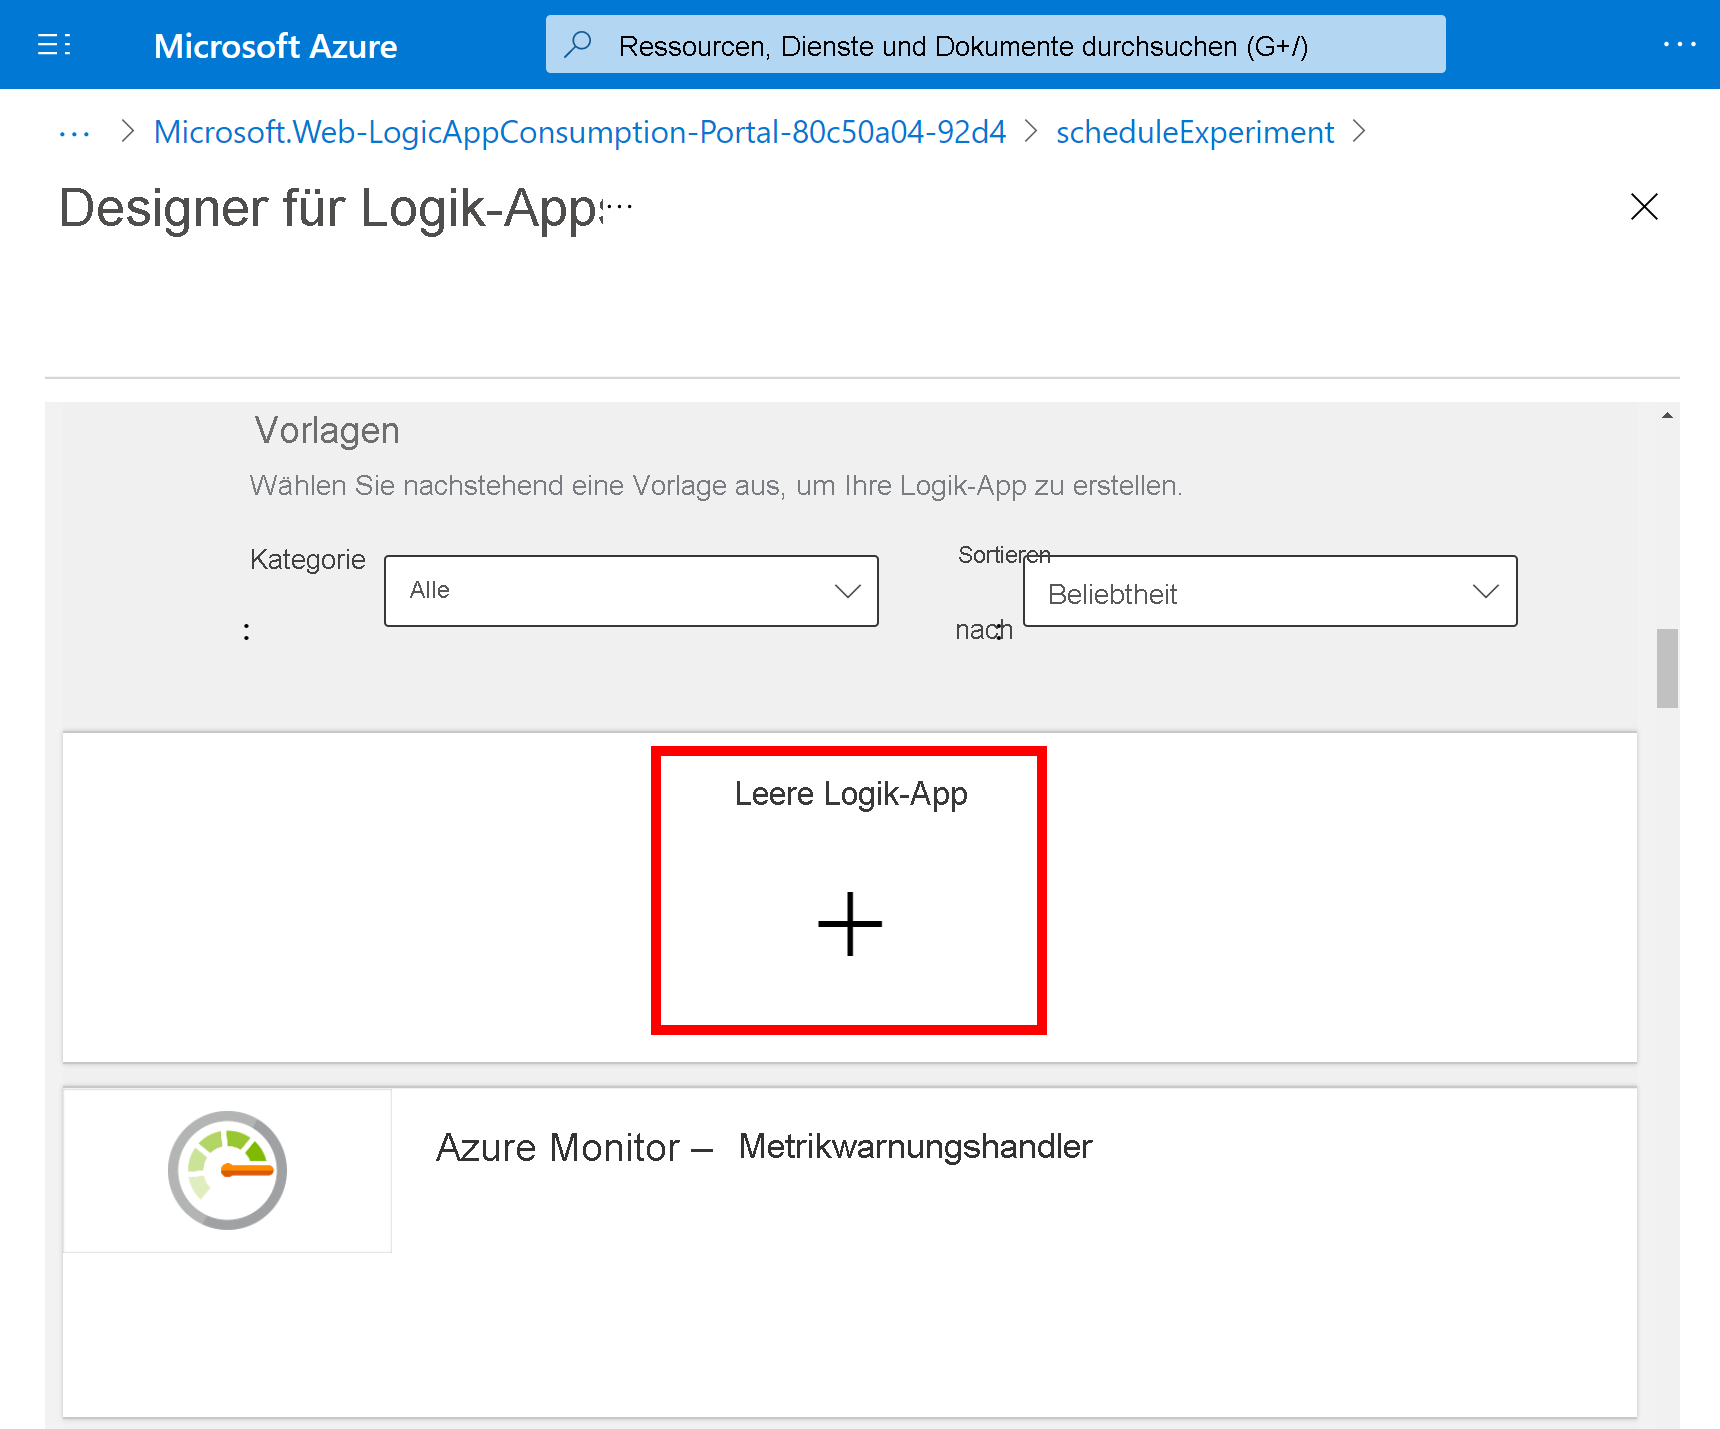 Microsoft Azure
Ressourcen, Dienste und Dokumente durchsuchen (G+/)
...
... > Microsoft.Web-LogicAppConsumption-Portal-80c50a04-92d4 > scheduleExperiment >
Designer für Logik-Apps ...
Vorlagen
Wählen Sie nachstehend eine Vorlage aus, um Ihre Logik-App zu erstellen.
Kategorie
:
Alle
Sortieren
nach:
Beliebtheit
Leere Logik-App
Azure Monitor – Metrikwarnungshandler